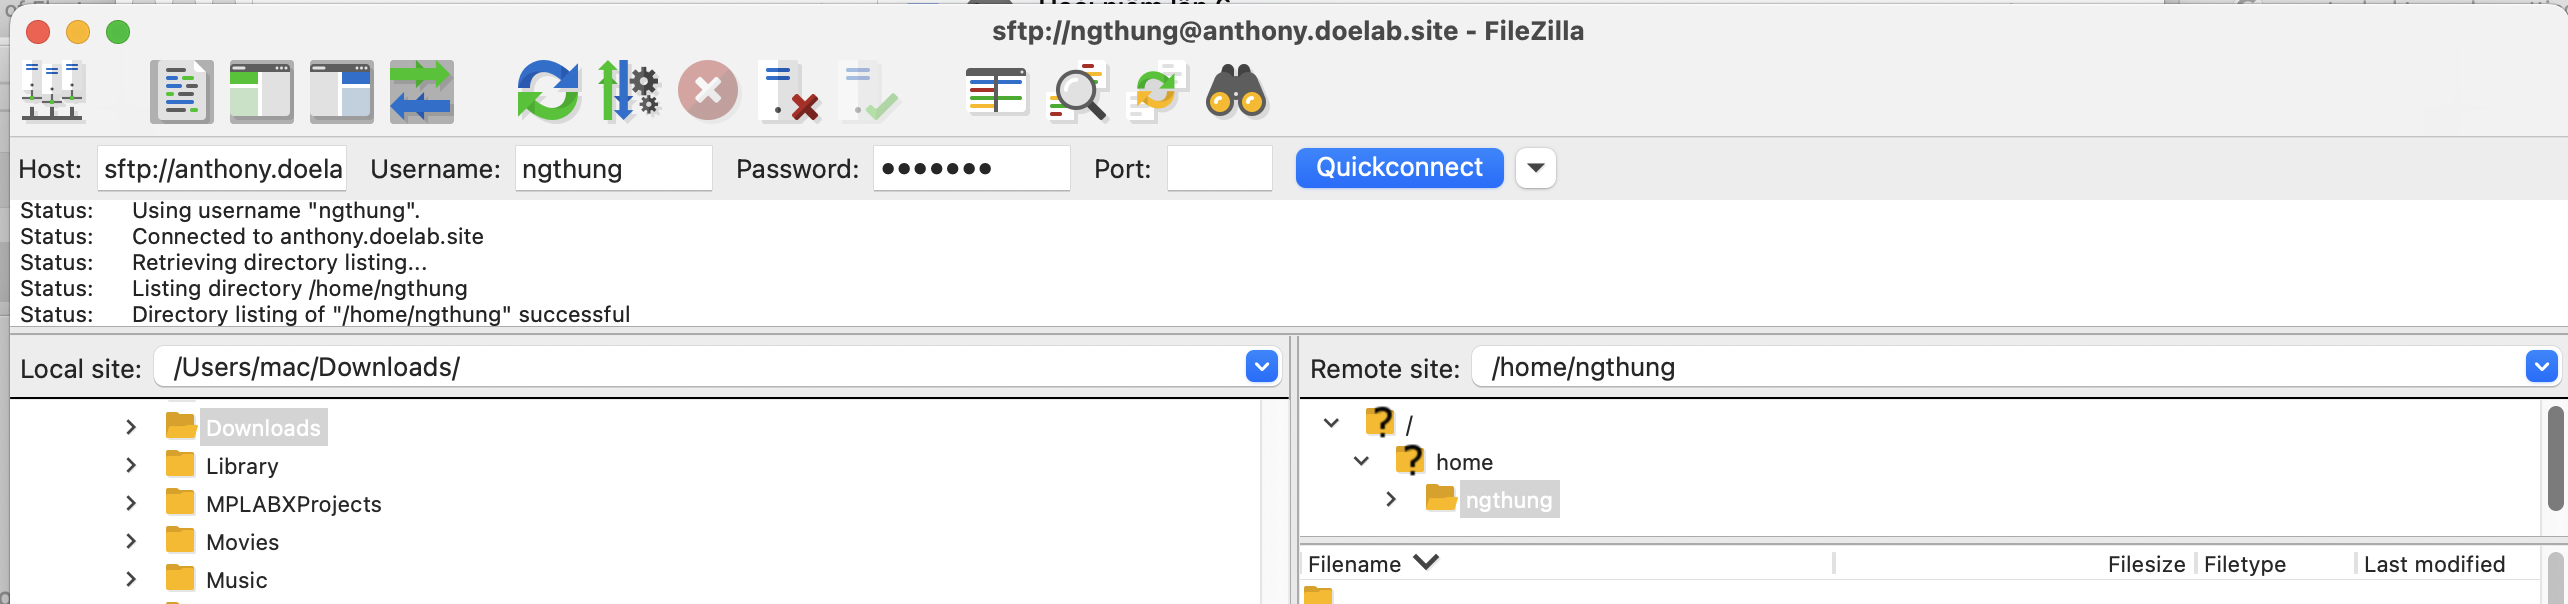 sftp://ngthung@anthony.doelab.site - FileZilla
Host: sftp://anthony.doela Username: ngthung Password: ●●●●●●● Port: Quickconnect
Status: Using username "ngthung".
Status: Connected to anthony.doelab.site
Status: Retrieving directory listing...
Status: Listing directory /home/ngthung
Status: Directory listing of "/home/ngthung" successful
Local site: /Users/mac/Downloads/
Downloads
Library
MPLABXProjects
Movies
Music
Remote site: /home/ngthung
/
home
ngthung
Filename Filesize Filetype Last modified